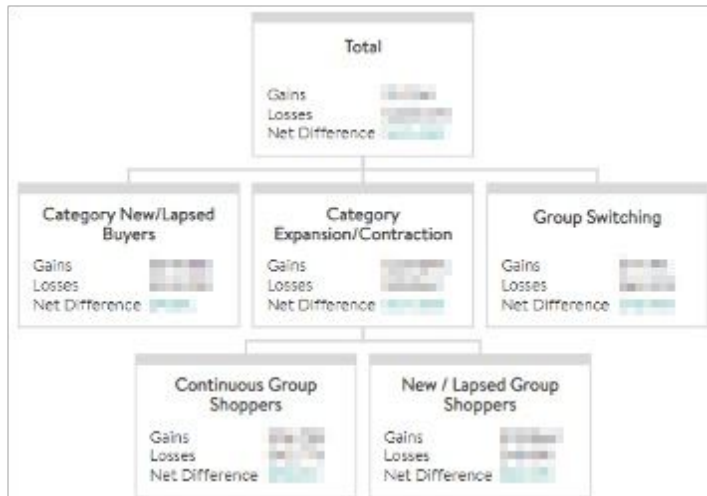 Total
Gains
Losses
Net Difference
Category New/Lapsed
Buyers
Gains
Losses
Net Difference
Category
Expansion/Contraction
Gains
Losses
Net Difference
Group Switching
Gains
Losses
Net Difference
Continuous Group
Shoppers
Gains
Losses
Net Difference
New / Lapsed Group
Shoppers
Gains
Losses
Net Difference